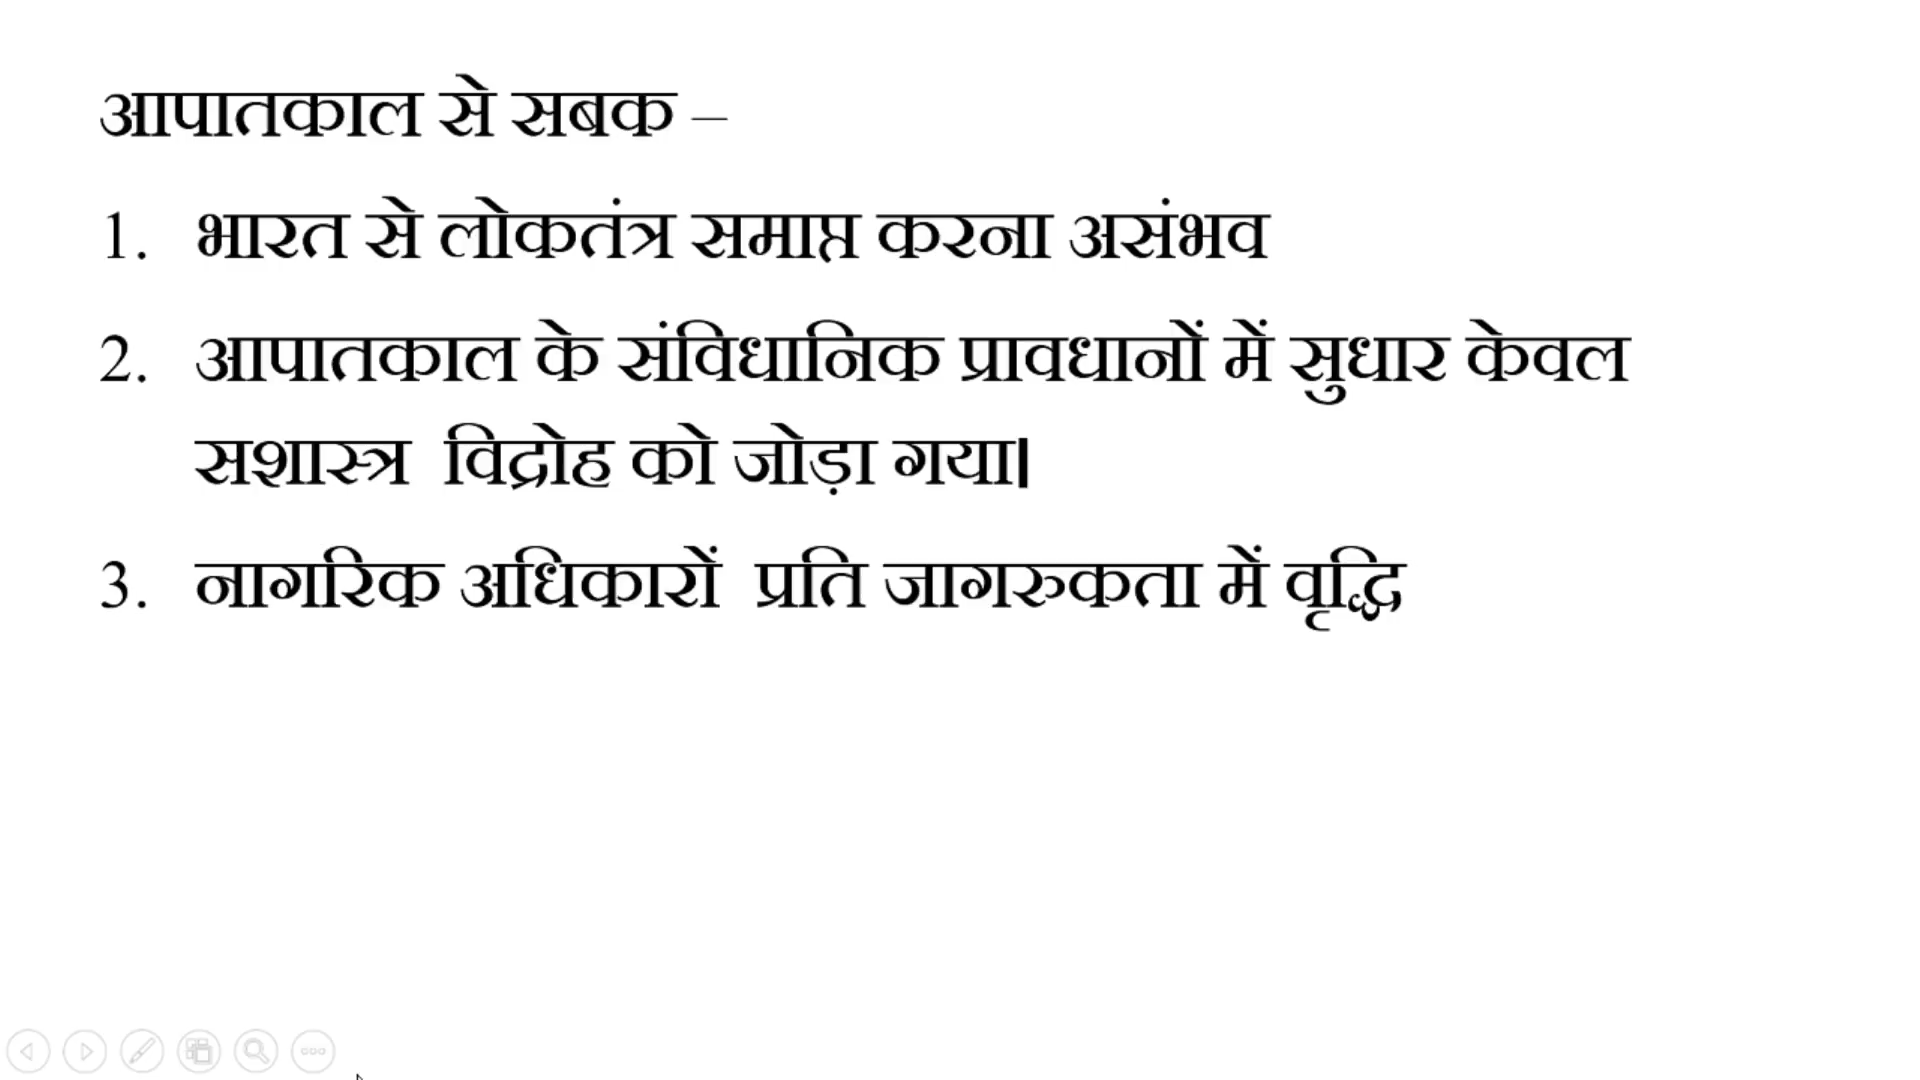 आपातकाल से सबक –
1. भारत से लोकतंत्र समाप्त करना असंभव
2. आपातकाल के संविधानिक प्रावधानों में सुधार केवल
सशास्त्र विद्रोह को जोड़ा गया।
3. नागरिक अधिकारों प्रति जागरुकता में वृद्धि